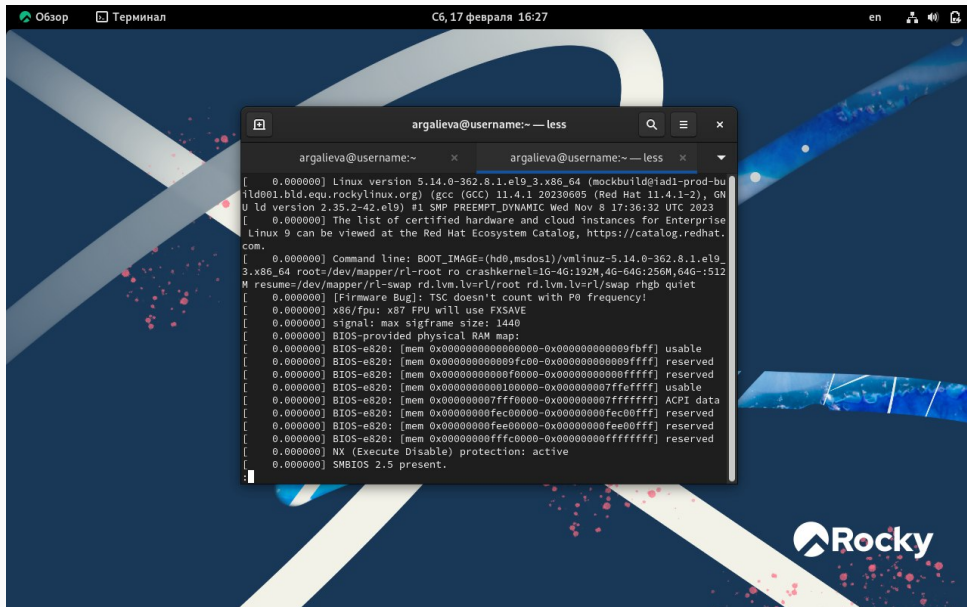 Обзор
Терминал
Сб, 17 февраля 16:27
en
argalieva@username:~ — less
argalieva@username:~
argalieva@username:~ — less
[    0.000000] Linux version 5.14.0-362.8.1.el9_3.x86_64 (mockbuild@iad1-prod-bu
ild001.bld.equ.rockylinux.org) (gcc (GCC) 11.4.1 20230605 (Red Hat 11.4.1-2), GN
U ld version 2.35.2-42.el9) #1 SMP PREEMPT_DYNAMIC Wed Nov 8 17:36:32 UTC 2023
[    0.000000] The list of certified hardware and cloud instances for Enterprise
 Linux 9 can be viewed at the Red Hat Ecosystem Catalog, https://catalog.redhat.
com.
[    0.000000] Command line: BOOT_IMAGE=(hd0,msdos1)/vmlinuz-5.14.0-362.8.1.el9_
3.x86_64 root=/dev/mapper/rl-root ro crashkernel=1G-4G:192M,4G-64G:256M,64G-:512
M resume=/dev/mapper/rl-swap rd.lvm.lv=rl/root rd.lvm.lv=rl/swap rhgb quiet
[    0.000000] [Firmware Bug]: TSC doesn't count with P0 frequency!
[    0.000000] x86/fpu: x87 FPU will use FXSAVE
[    0.000000] signal: max sigframe size: 1440
[    0.000000] BIOS-provided physical RAM map:
[    0.000000] BIOS-e820: [mem 0x0000000000000000-0x000000000009fbff] usable
[    0.000000] BIOS-e820: [mem 0x000000000009fc00-0x000000000009ffff] reserved
[    0.000000] BIOS-e820: [mem 0x00000000000f0000-0x00000000000fffff] reserved
[    0.000000] BIOS-e820: [mem 0x0000000000100000-0x000000007ffeffff] usable
[    0.000000] BIOS-e820: [mem 0x000000007fff0000-0x000000007fffffff] ACPI data
[    0.000000] BIOS-e820: [mem 0x00000000fec00000-0x00000000fec00fff] reserved
[    0.000000] BIOS-e820: [mem 0x00000000fee00000-0x00000000fee00fff] reserved
[    0.000000] BIOS-e820: [mem 0x00000000fffc0000-0x00000000ffffffff] reserved
[    0.000000] NX (Execute Disable) protection: active
[    0.000000] SMBIOS 2.5 present.
:
Rocky